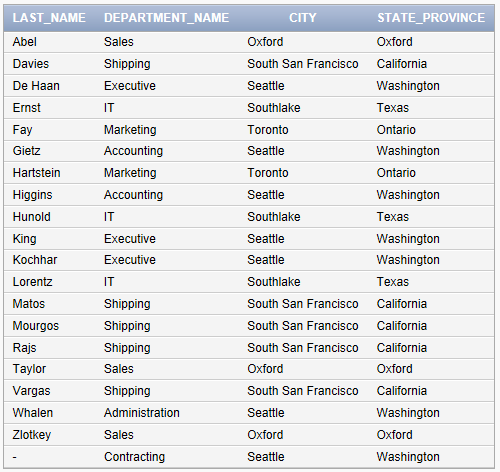 LAST_NAME DEPARTMENT_NAME CITY STATE_PROVINCE
Abel Sales Oxford Oxford
Davies Shipping South San Francisco California
De Haan Executive Seattle Washington
Ernst IT Southlake Texas
Fay Marketing Toronto Ontario
Gietz Accounting Seattle Washington
Hartstein Marketing Toronto Ontario
Higgins Accounting Seattle Washington
Hunold IT Southlake Texas
King Executive Seattle Washington
Kochhar Executive Seattle Washington
Lorentz IT Southlake Texas
Matos Shipping South San Francisco California
Mourgos Shipping South San Francisco California
Rajs Shipping South San Francisco California
Taylor Sales Oxford Oxford
Vargas Shipping South San Francisco California
Whalen Administration Seattle Washington
Zlotkey Sales Oxford Oxford
- Contracting Seattle Washington